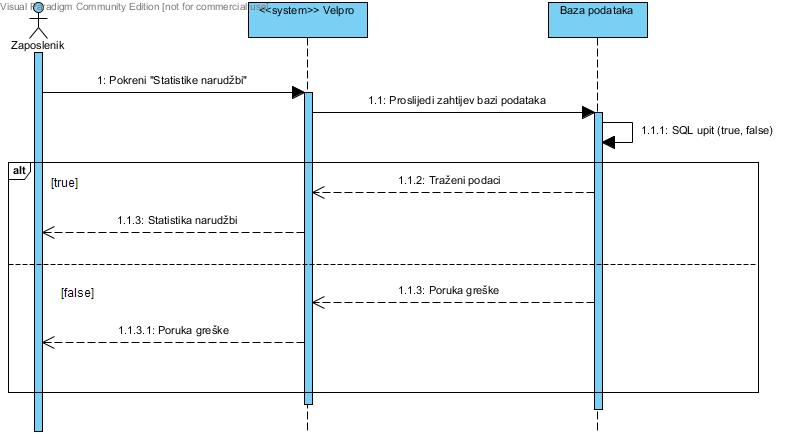 Visual Paradigm Community Edition [not for commercial use]
<<system>> Velpro
Baza podataka
Zaposlenik
1: Pokreni "Statistike narudžbi"
1.1: Proslijedi zahtijev bazi podataka
1.1.1: SQL upit (true, false)
alt
[true]
1.1.2: Traženi podaci
1.1.3: Statistika narudžbi
[false]
1.1.3: Poruka greške
1.1.3.1: Poruka greške